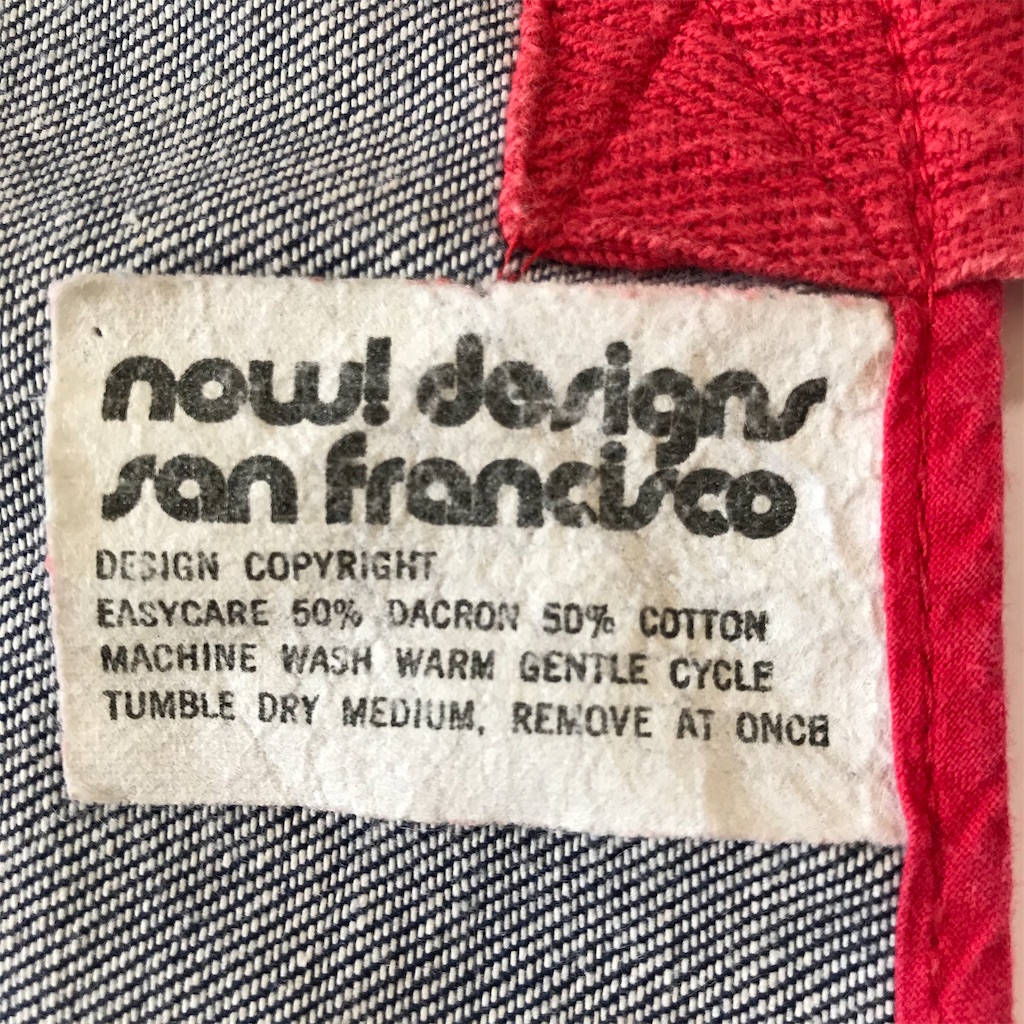 now! designs
san francisco
DESIGN COPYRIGHT
EASYCARE 50% DACRON 50% COTTON
MACHINE WASH WARM GENTLE CYCLE
TUMBLE DRY MEDIUM, REMOVE AT ONCE